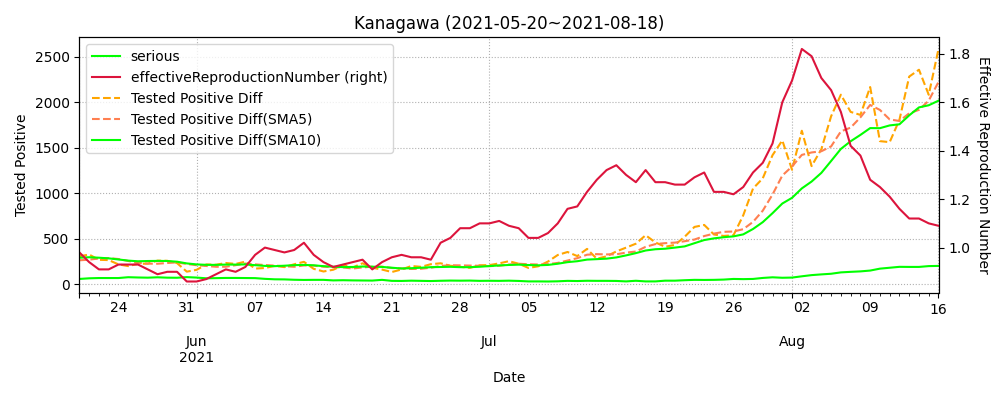 Kanagawa (2021-05-20~2021-08-18)
serious
effectiveReproductionNumber (right)
Tested Positive Diff
Tested Positive Diff(SMA5)
Tested Positive Diff(SMA10)
Tested Positive
2500
2000
1500
1000
500
0
1.8
1.6
1.4
1.2
1.0
Effective Reproduction Number
24 31 07 14 21 28 05 12 19 26 02 09 16
Jun Jul Aug
2021
Date